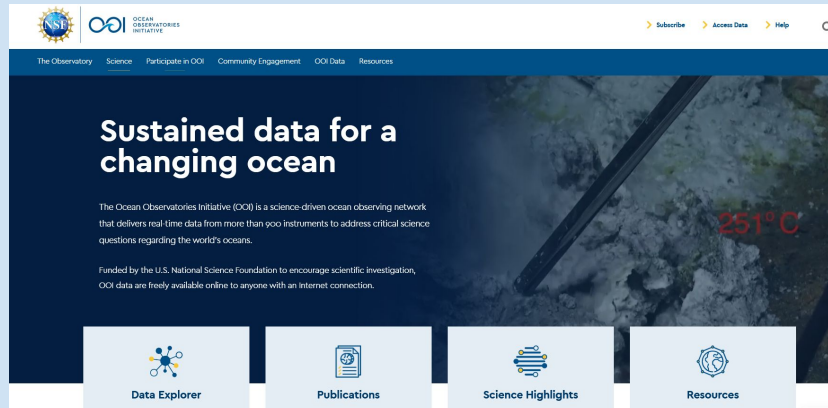 NSF
OOI
OCEAN
OBSERVATORIES
INITIATIVE
Subscribe
Access Data
Help
The Observatory
Science
Participate in OOI
Community Engagement
OOI Data
Resources
Sustained data for a
changing ocean
The Ocean Observatories Initiative (OOI) is a science-driven ocean observing network
that delivers real-time data from more than 900 instruments to address critical science
questions regarding the world's oceans.
Funded by the U.S. National Science Foundation to encourage scientific investigation,
OOI data are freely available online to anyone with an Internet connection.
251° C
Data Explorer
Publications
Science Highlights
Resources